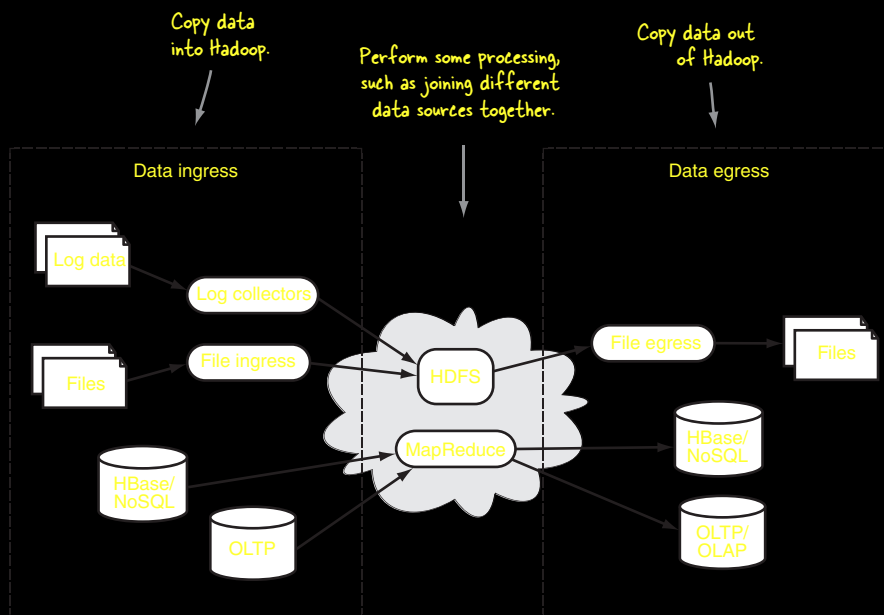 Copy data
into Hadoop.
Perform some processing,
such as joining different
data sources together.
Copy data out
of Hadoop.
Data ingress
Data egress
Log data
Log collectors
Files
File ingress
HDFS
File egress
Files
MapReduce
HBase/
NoSQL
HBase/
NoSQL
OLTP
OLTP/
OLAP